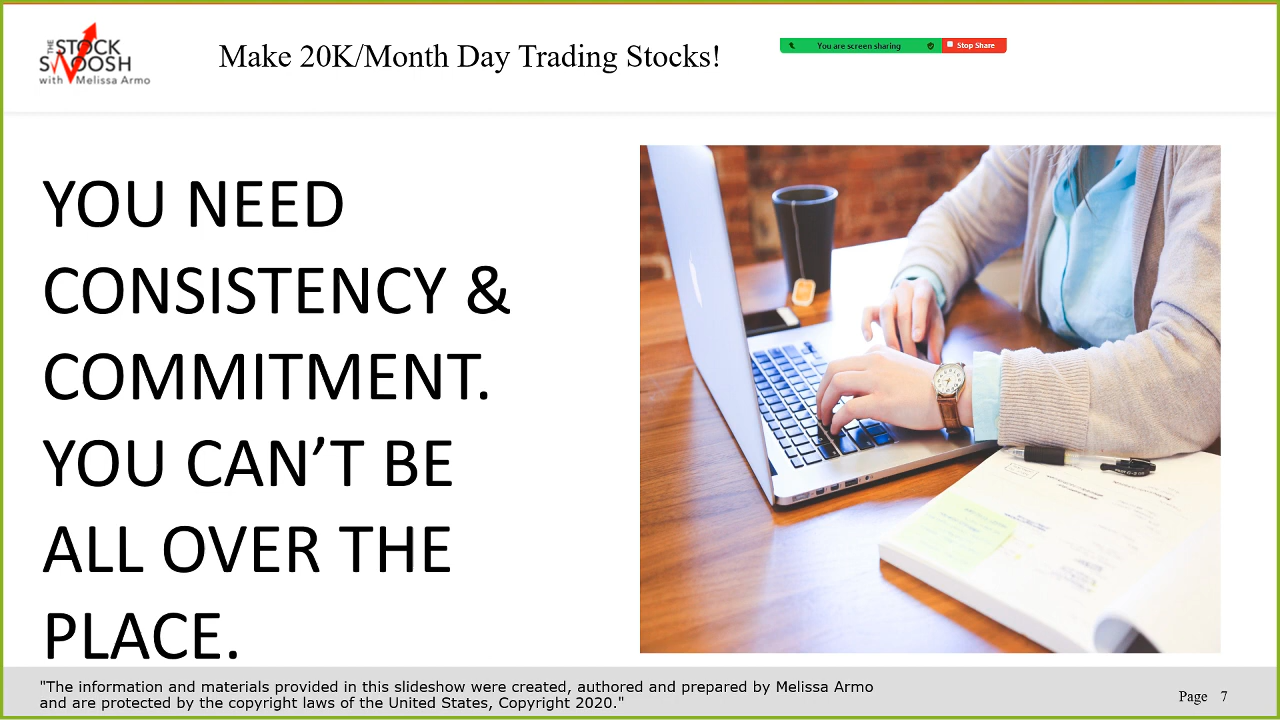 THE
STOCK
SWOOSH
with Melissa Armo
Make 20K/Month Day Trading Stocks!
You are screen sharing
Stop Share
YOU NEED
CONSISTENCY &
COMMITMENT.
YOU CAN’T BE
ALL OVER THE
PLACE.
"The information and materials provided in this slideshow were created, authored and prepared by Melissa Armo
and are protected by the copyright laws of the United States, Copyright 2020."
Page 7